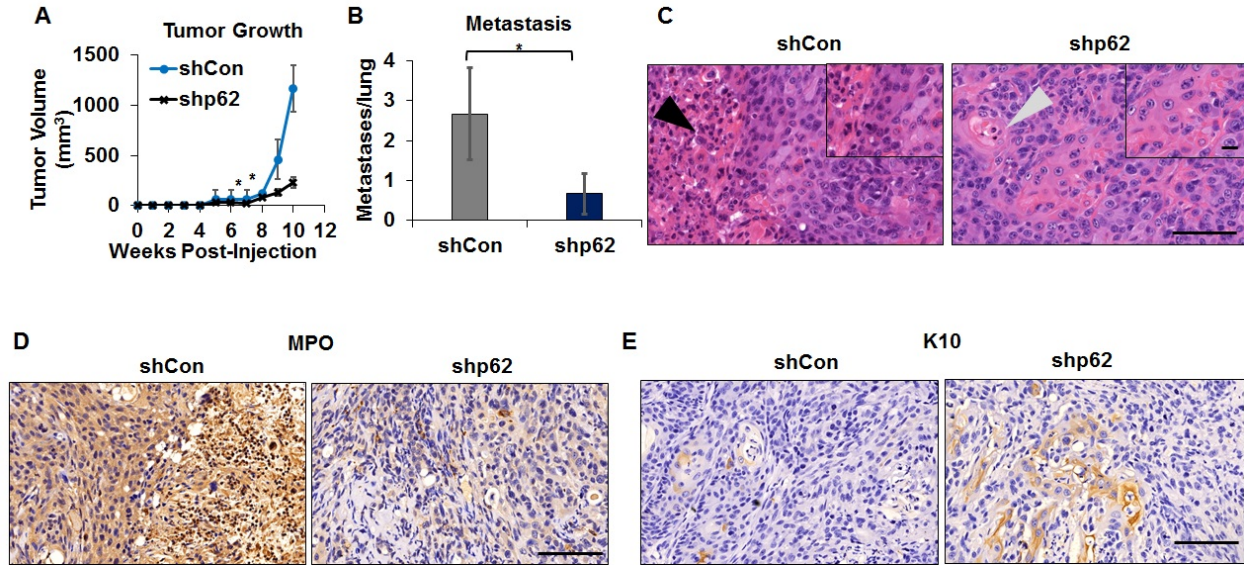 A
Tumor Growth
shCon
shp62
Tumor Volume
(mm3)
1500
1000
500
0
* *
0 2 4 6 8 10 12
Weeks Post-Injection
B
Metastasis
*
Metastases/lung
4
3
2
1
0
shCon shp62
C
shCon shp62
D
MPO
shCon shp62
E
K10
shCon shp62